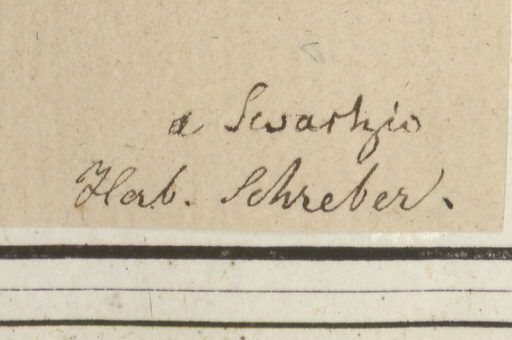 a Swartzio
Herb. Schreber.